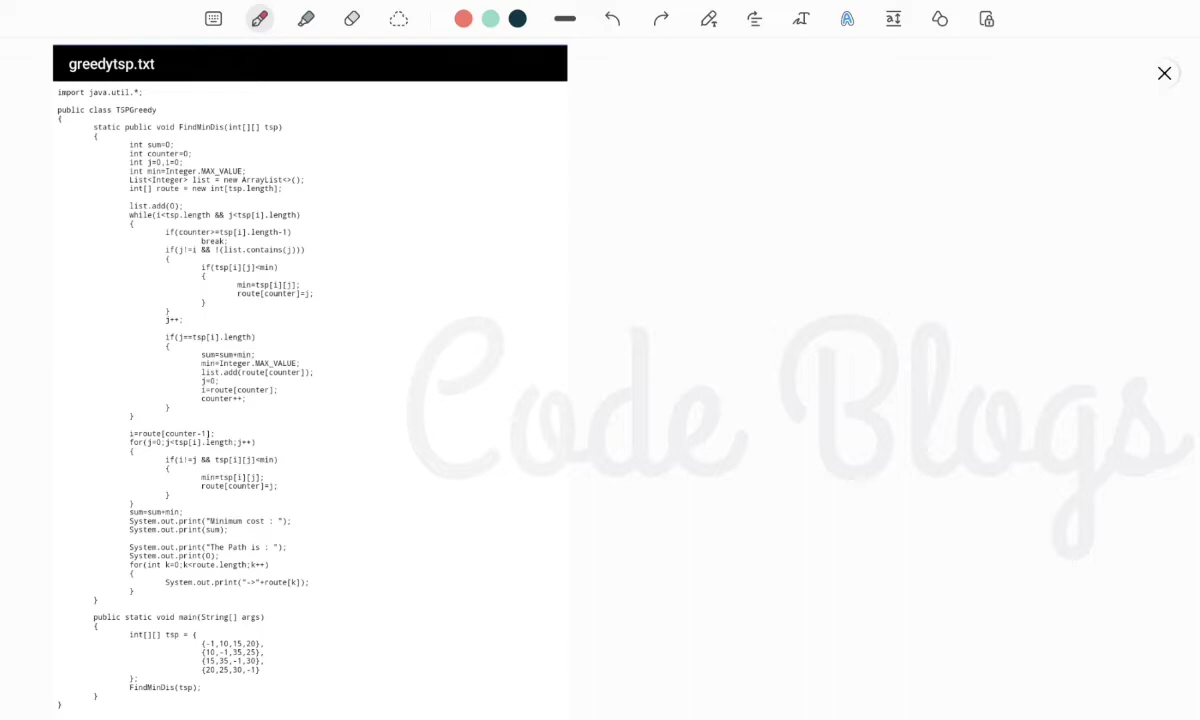 greedytsp.txt
import java.util.*;
public class TSPGreedy
{
static public void FindMinDis(int[][] tsp)
{
int sum=0;
int counter=0;
int j=0,i=0;
int min=Integer.MAX_VALUE;
List<Integer> list = new ArrayList<>();
int[] route = new int[tsp.length];
list.add(0);
while(i<tsp.length && j<tsp[i].length)
{
if(counter>=tsp[i].length-1)
break;
if(j!=i && !(list.contains(j)))
{
if(tsp[i][j]<min)
{
min=tsp[i][j];
route[counter]=j;
}
}
j++;
if(j==tsp[i].length)
{
sum=sum+min;
min=Integer.MAX_VALUE;
list.add(route[counter]);
j=0;
i=route[counter];
counter++;
}
}
i=route[counter-1];
for(j=0;j<tsp[i].length;j++)
{
if(i!=j && tsp[i][j]<min)
{
min=tsp[i][j];
route[counter]=j;
}
}
sum=sum+min;
System.out.print("Minimum cost : ");
System.out.print(sum);
System.out.print("The Path is : ");
System.out.print(0);
for(int k=0;k<route.length;k++)
{
System.out.print("->"+route[k]);
}
}
public static void main(String[] args)
{
int[][] tsp = {
{-1,10,15,20},
{10,-1,35,25},
{15,35,-1,30},
{20,25,30,-1}
};
FindMinDis(tsp);
}
}
Code Blogs